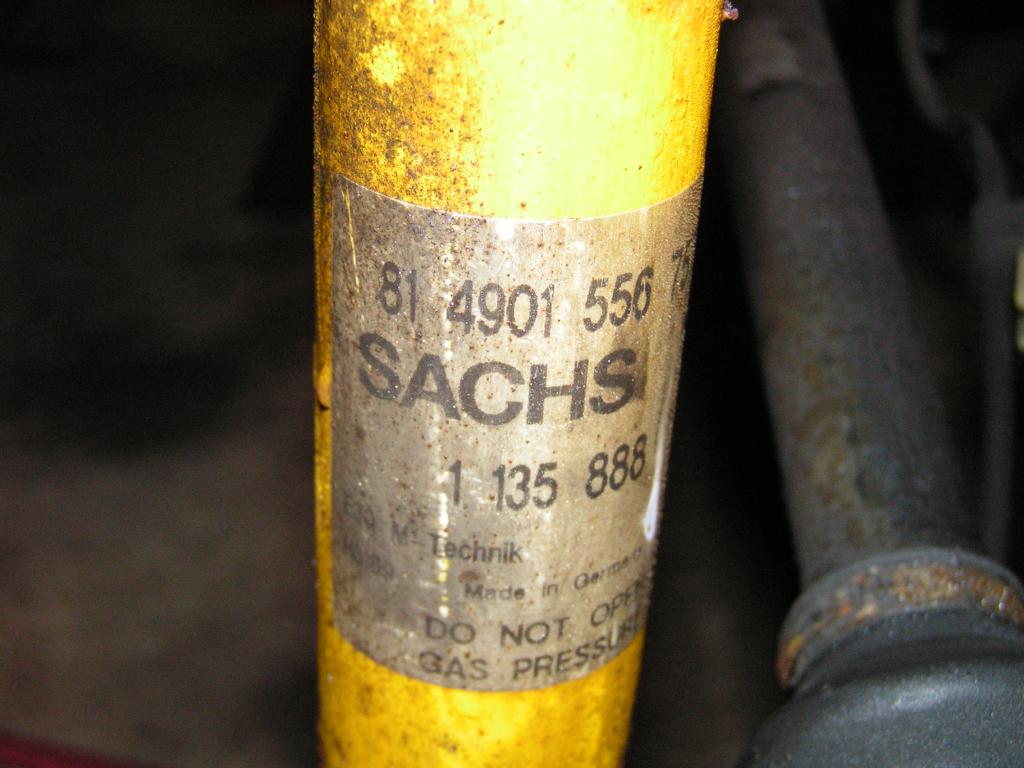 81 4901 556
SACHS
1 135 888
M-Technik
Made in Germany
DO NOT OPEN
GAS PRESSURE